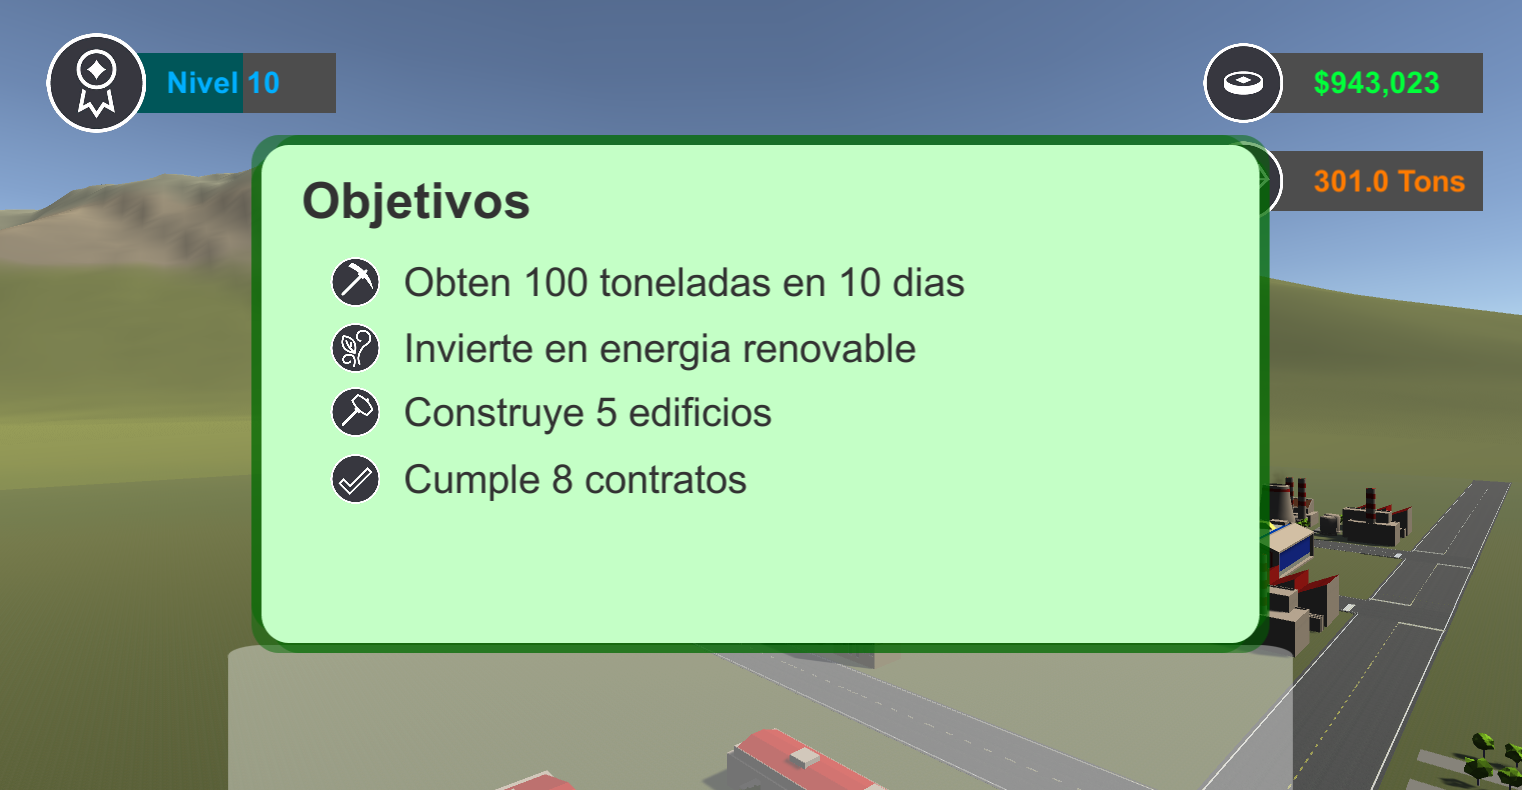 Nivel 10
$943,023
301.0 Tons
Objetivos
Obten 100 toneladas en 10 dias
Invierte en energia renovable
Construye 5 edificios
Cumple 8 contratos